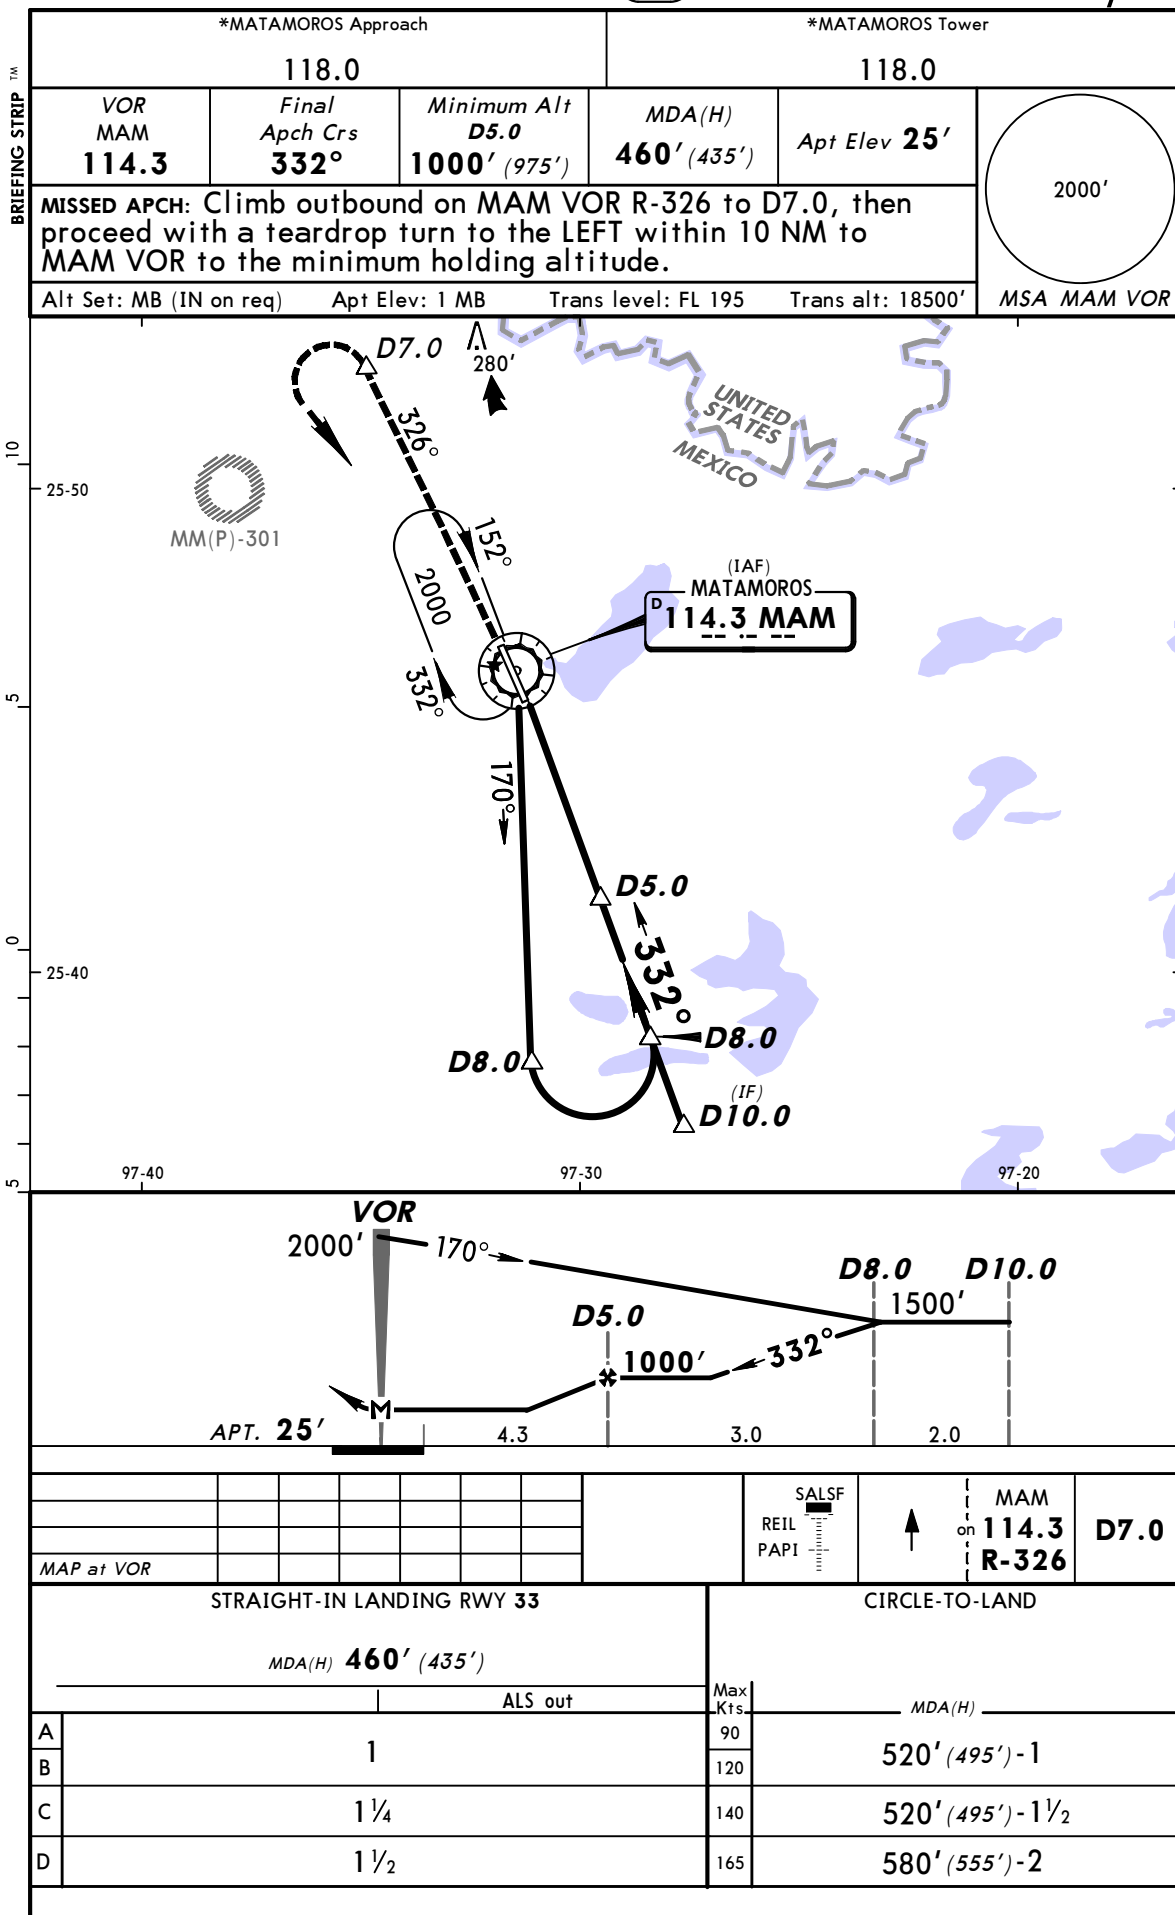 BRIEFING STRIP ™
*MATAMOROS Approach
118.0
*MATAMOROS Tower
118.0
VOR
MAM
114.3
Final
Apch Crs
332°
Minimum Alt
D5.0
1000' (975')
MDA(H)
460' (435')
Apt Elev 25'
2000'
MSA MAM VOR
MISSED APCH: Climb outbound on MAM VOR R-326 to D7.0, then
proceed with a teardrop turn to the LEFT within 10 NM to
MAM VOR to the minimum holding altitude.
Alt Set: MB (IN on req) Apt Elev: 1 MB Trans level: FL 195 Trans alt: 18500'
D7.0
280'
326°
UNITED
STATES
MEXICO
10
25-50
MM(P)-301
152°
2000
(IAF)
MATAMOROS
D
114.3 MAM
332°
5
170°
D5.0
332°
0
25-40
D8.0
D8.0
(IF)
D10.0
97-40
97-30
97-20
5
VOR
2000'
170°
D8.0
D10.0
1500'
D5.0
1000'
332°
M
APT. 25'
4.3
3.0
2.0
MAP at VOR
SALSF
REIL
PAPI
on
MAM
114.3
R-326
D7.0
STRAIGHT-IN LANDING RWY 33
CIRCLE-TO-LAND
MDA(H) 460' (435')
ALS out
Max
Kts
MDA(H)
A
1
90
520' (495') - 1
B
120
C
1 1/4
140
520' (495') - 1 1/2
D
1 1/2
165
580' (555') - 2